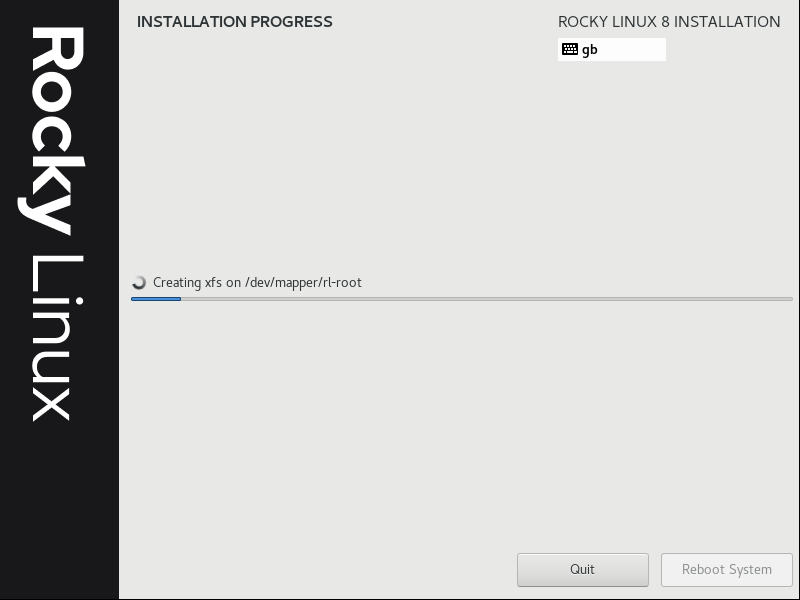 Rocky Linux
INSTALLATION PROGRESS
ROCKY LINUX 8 INSTALLATION
gb
Creating xfs on /dev/mapper/rl-root
Quit
Reboot System